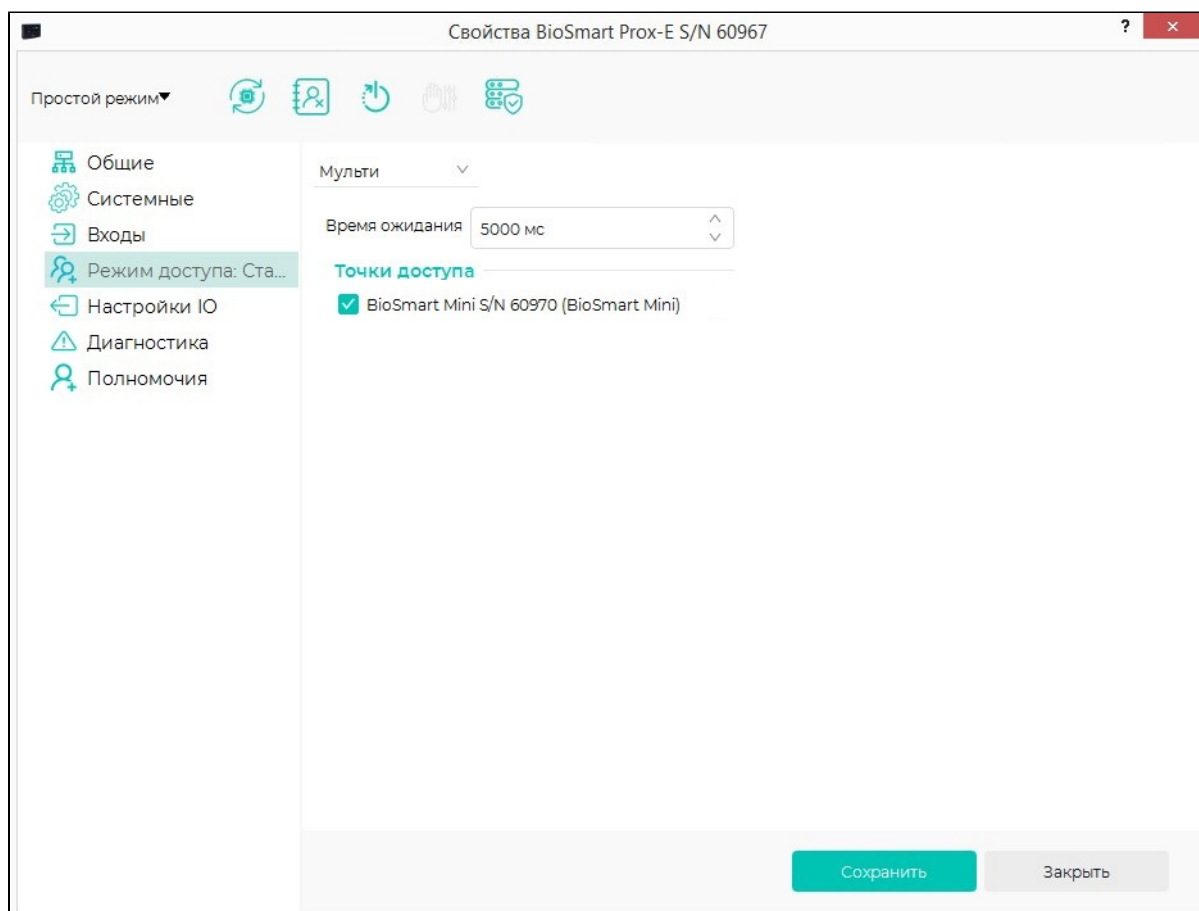 Свойства BioSmart Prox-E S/N 60967
?
×
Простой режим▼
Общие
Системные
Входы
Режим доступа: Ста...
Настройки IO
Диагностика
Полномочия
Мульти
Время ожидания 5000 мс
Точки доступа
BioSmart Mini S/N 60970 (BioSmart Mini)
Сохранить
Закрыть